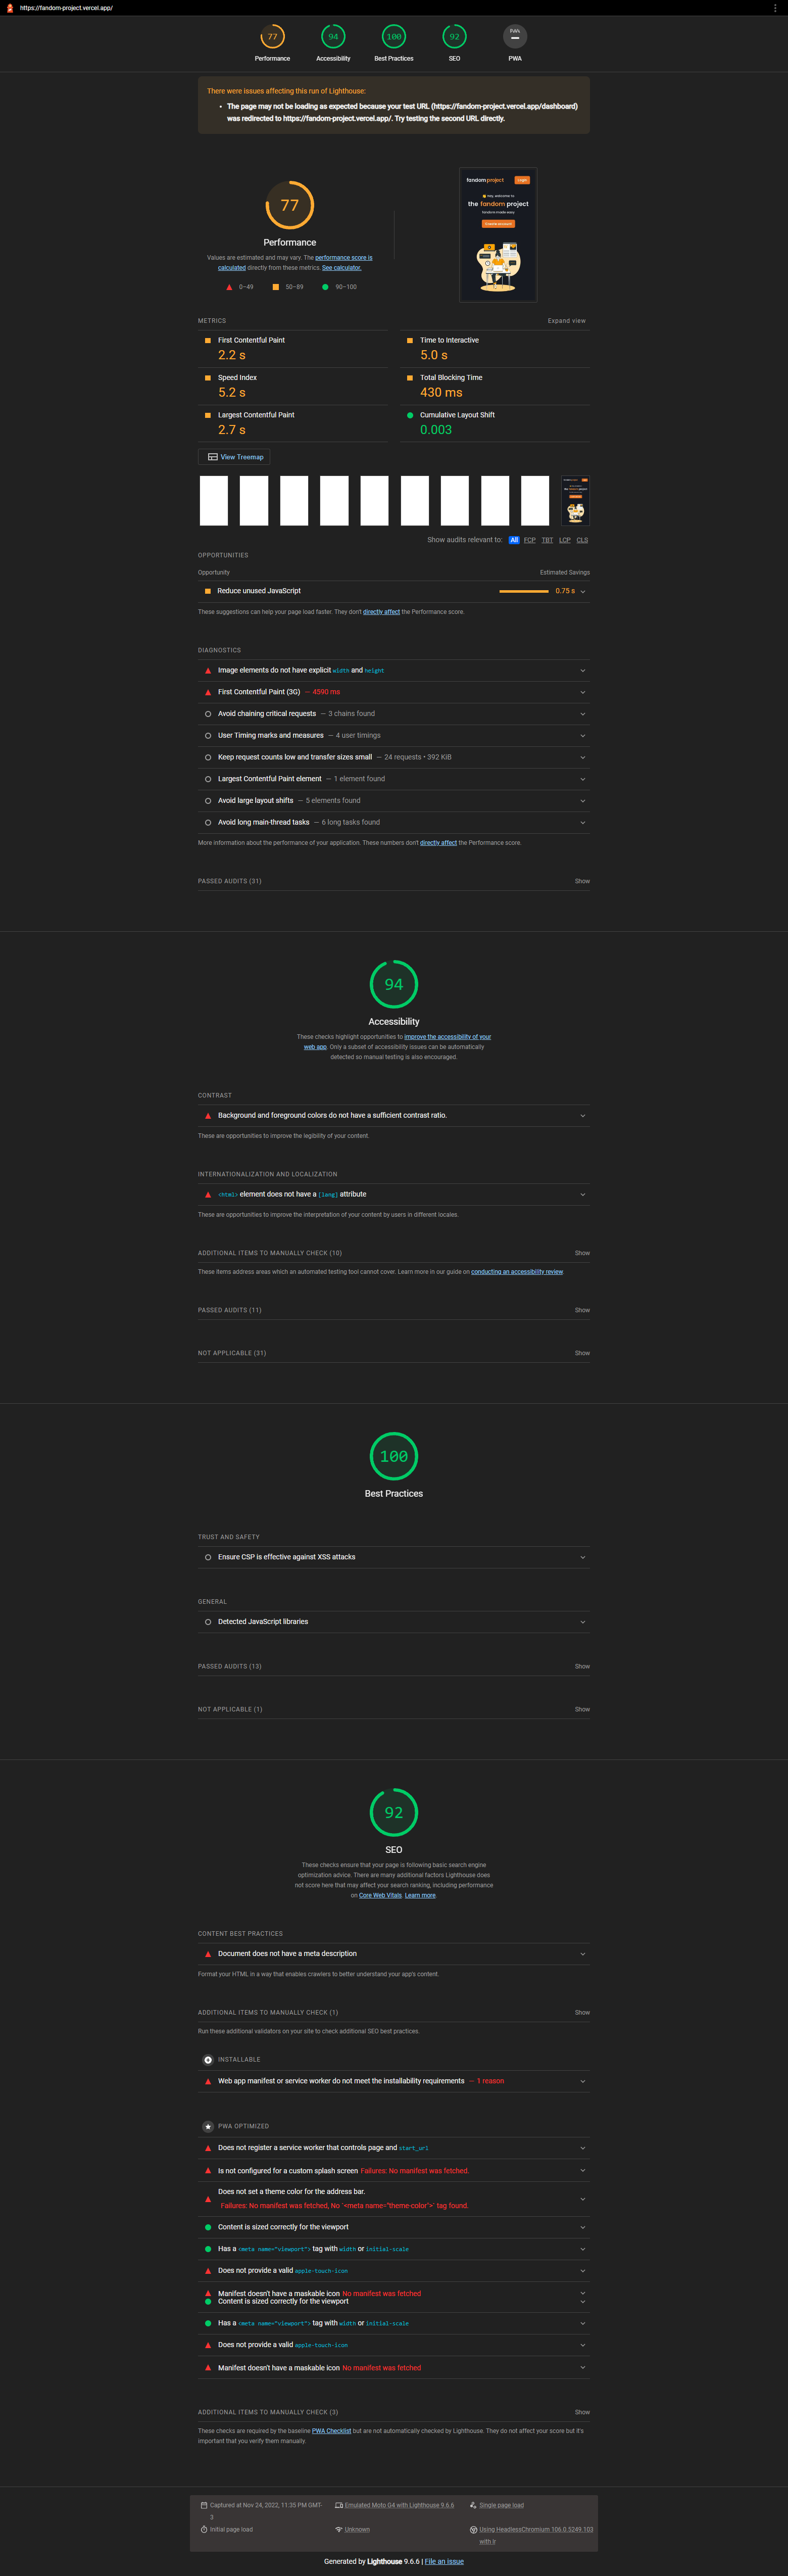 https://fandom-project.vercel.app/
77
94
100
92
PWA
Performance
Accessibility
Best Practices
SEO
PWA
There were issues affecting this run of Lighthouse:
• The page may not be loading as expected because your test URL (https://fandom-project.vercel.app/dashboard)
was redirected to https://fandom-project.vercel.app/. Try testing the second URL directly.
77
Performance
Values are estimated and may vary. The performance score is
calculated directly from these metrics. See calculator.
0–49
50–89
90–100
fandom project
Login
Hey, welcome to
the fandom project
fandom made easy
METRICS
Expand view
First Contentful Paint
2.2 s
Time to Interactive
5.0 s
Speed Index
5.2 s
Total Blocking Time
430 ms
Largest Contentful Paint
2.7 s
Cumulative Layout Shift
0.003
View Treemap
Show audits relevant to: All FCP TBT LCP CLS
OPPORTUNITIES
Opportunity
Estimated Savings
Reduce unused JavaScript
0.75 s
These suggestions can help your page load faster. They don't directly affect the Performance score.
DIAGNOSTICS
Image elements do not have explicit width and height
First Contentful Paint (3G) — 4590 ms
Avoid chaining critical requests — 3 chains found
User Timing marks and measures — 4 user timings
Keep request counts low and transfer sizes small — 24 requests • 392 KiB
Largest Contentful Paint element — 1 element found
Avoid large layout shifts — 5 elements found
Avoid long main-thread tasks — 6 long tasks found
More information about the performance of your application. These numbers don't directly affect the Performance score.
PASSED AUDITS (31)
Show
94
Accessibility
These checks highlight opportunities to improve the accessibility of your
web app. Only a subset of accessibility issues can be automatically
detected so manual testing is also encouraged.
CONTRAST
Background and foreground colors do not have a sufficient contrast ratio.
These are opportunities to improve the legibility of your content.
INTERNATIONALIZATION AND LOCALIZATION
<html> element does not have a [lang] attribute
These are opportunities to improve the interpretation of your content by users in different locales.
ADDITIONAL ITEMS TO MANUALLY CHECK (10)
Show
These items address areas which an automated testing tool cannot cover. Learn more in our guide on conducting an accessibility review.
PASSED AUDITS (11)
Show
NOT APPLICABLE (31)
Show
100
Best Practices
TRUST AND SAFETY
Ensure CSP is effective against XSS attacks
GENERAL
Detected JavaScript libraries
PASSED AUDITS (13)
Show
NOT APPLICABLE (1)
Show
92
SEO
These checks ensure that your page is following basic search engine
optimization advice. There are many additional factors Lighthouse does
not score here that may affect your search ranking, including performance
on Core Web Vitals. Learn more.
CONTENT BEST PRACTICES
Document does not have a meta description
Format your HTML in a way that enables crawlers to better understand your app's content.
ADDITIONAL ITEMS TO MANUALLY CHECK (1)
Show
Run these additional validators on your site to check additional SEO best practices.
INSTALLABLE
Web app manifest or service worker do not meet the installability requirements — 1 reason
PWA OPTIMIZED
Does not register a service worker that controls page and start_url
Is not configured for a custom splash screen Failures: No manifest was fetched.
Does not set a theme color for the address bar.
Failures: No manifest was fetched, No `<meta name="theme-color">` tag found.
Content is sized correctly for the viewport
Has a <meta name="viewport"> tag with width or initial-scale
Does not provide a valid apple-touch-icon
Manifest doesn't have a maskable icon No manifest was fetched
Content is sized correctly for the viewport
Has a <meta name="viewport"> tag with width or initial-scale
Does not provide a valid apple-touch-icon
Manifest doesn't have a maskable icon No manifest was fetched
ADDITIONAL ITEMS TO MANUALLY CHECK (3)
Show
These checks are required by the baseline PWA Checklist but are not automatically checked by Lighthouse. They do not affect your score but it's
important that you verify them manually.
Captured at Nov 24, 2022, 11:35 PM GMT-
3
Emulated Moto G4 with Lighthouse 9.6.6
Single page load
Initial page load
Unknown
Using HeadlessChromium 106.0.5249.103
with lr
Generated by Lighthouse 9.6.6 | File an issue